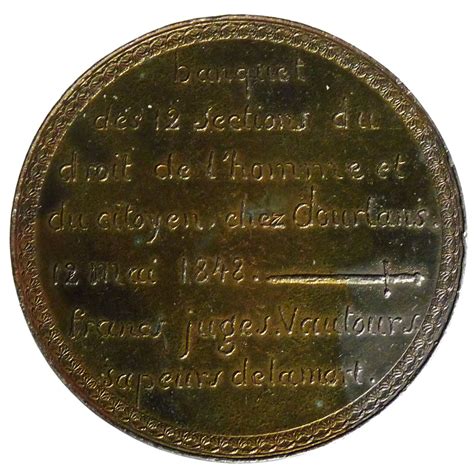 banquet
des 12 sections du
droit de l'homme et
du citoyen, chez Dourlans.
12 mai 1848.
francs juges. Vautours
sapeurs de la mort.